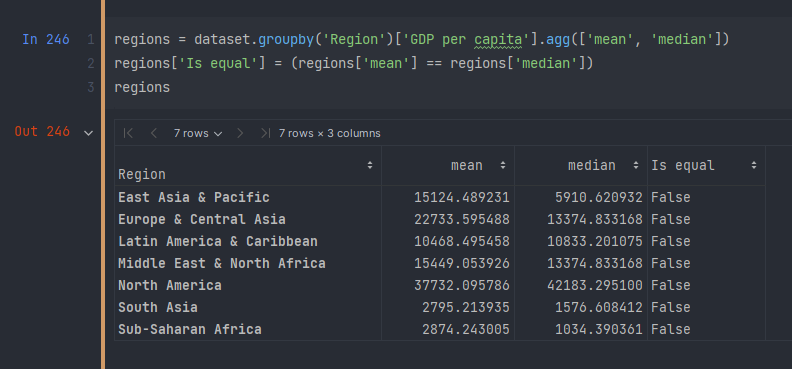 In 246 1 regions = dataset.groupby('Region')['GDP per capita'].agg(['mean', 'median'])
2 regions['Is equal'] = (regions['mean'] == regions['median'])
3 regions
Out 246 7 rows 7 rows × 3 columns
Region mean median Is equal
East Asia & Pacific 15124.489231 5910.620932 False
Europe & Central Asia 22733.595488 13374.833168 False
Latin America & Caribbean 10468.495458 10833.201075 False
Middle East & North Africa 15449.053926 13374.833168 False
North America 37732.095786 42183.295100 False
South Asia 2795.213935 1576.608412 False
Sub-Saharan Africa 2874.243005 1034.390361 False